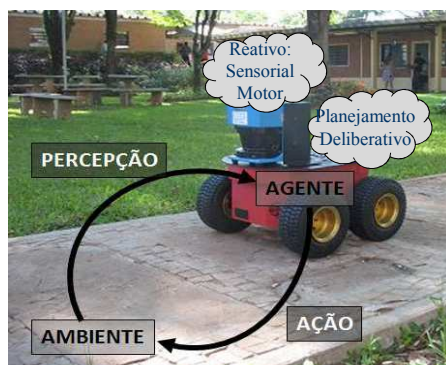 Reativo:
Sensorial
Motor
Planejamento
Deliberativo
PERCEPÇÃO
AGENTE
AMBIENTE
AÇÃO